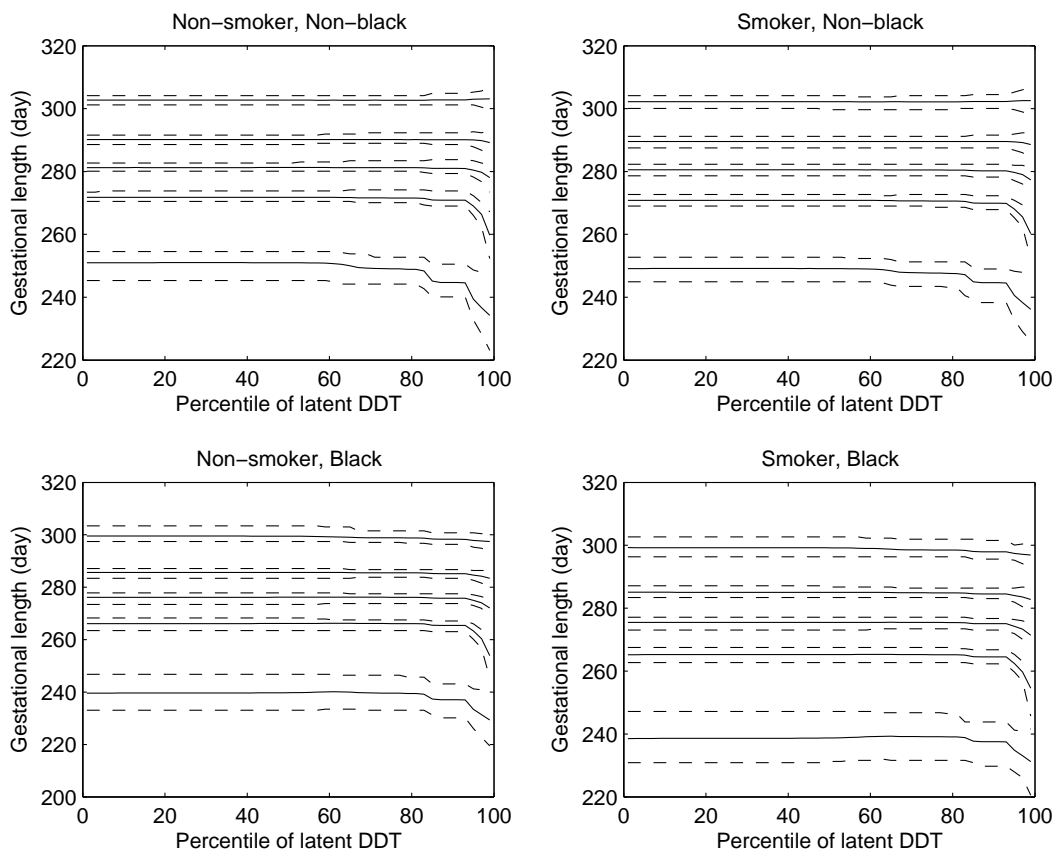 Non−smoker, Non−black
320
300
280
260
240
220
0 20 40 60 80 100
Gestational length (day)
Percentile of latent DDT
Smoker, Non−black
320
300
280
260
240
220
0 20 40 60 80 100
Gestational length (day)
Percentile of latent DDT
Non−smoker, Black
320
300
280
260
240
220
200
0 20 40 60 80 100
Gestational length (day)
Percentile of latent DDT
Smoker, Black
320
300
280
260
240
220
0 20 40 60 80 100
Gestational length (day)
Percentile of latent DDT